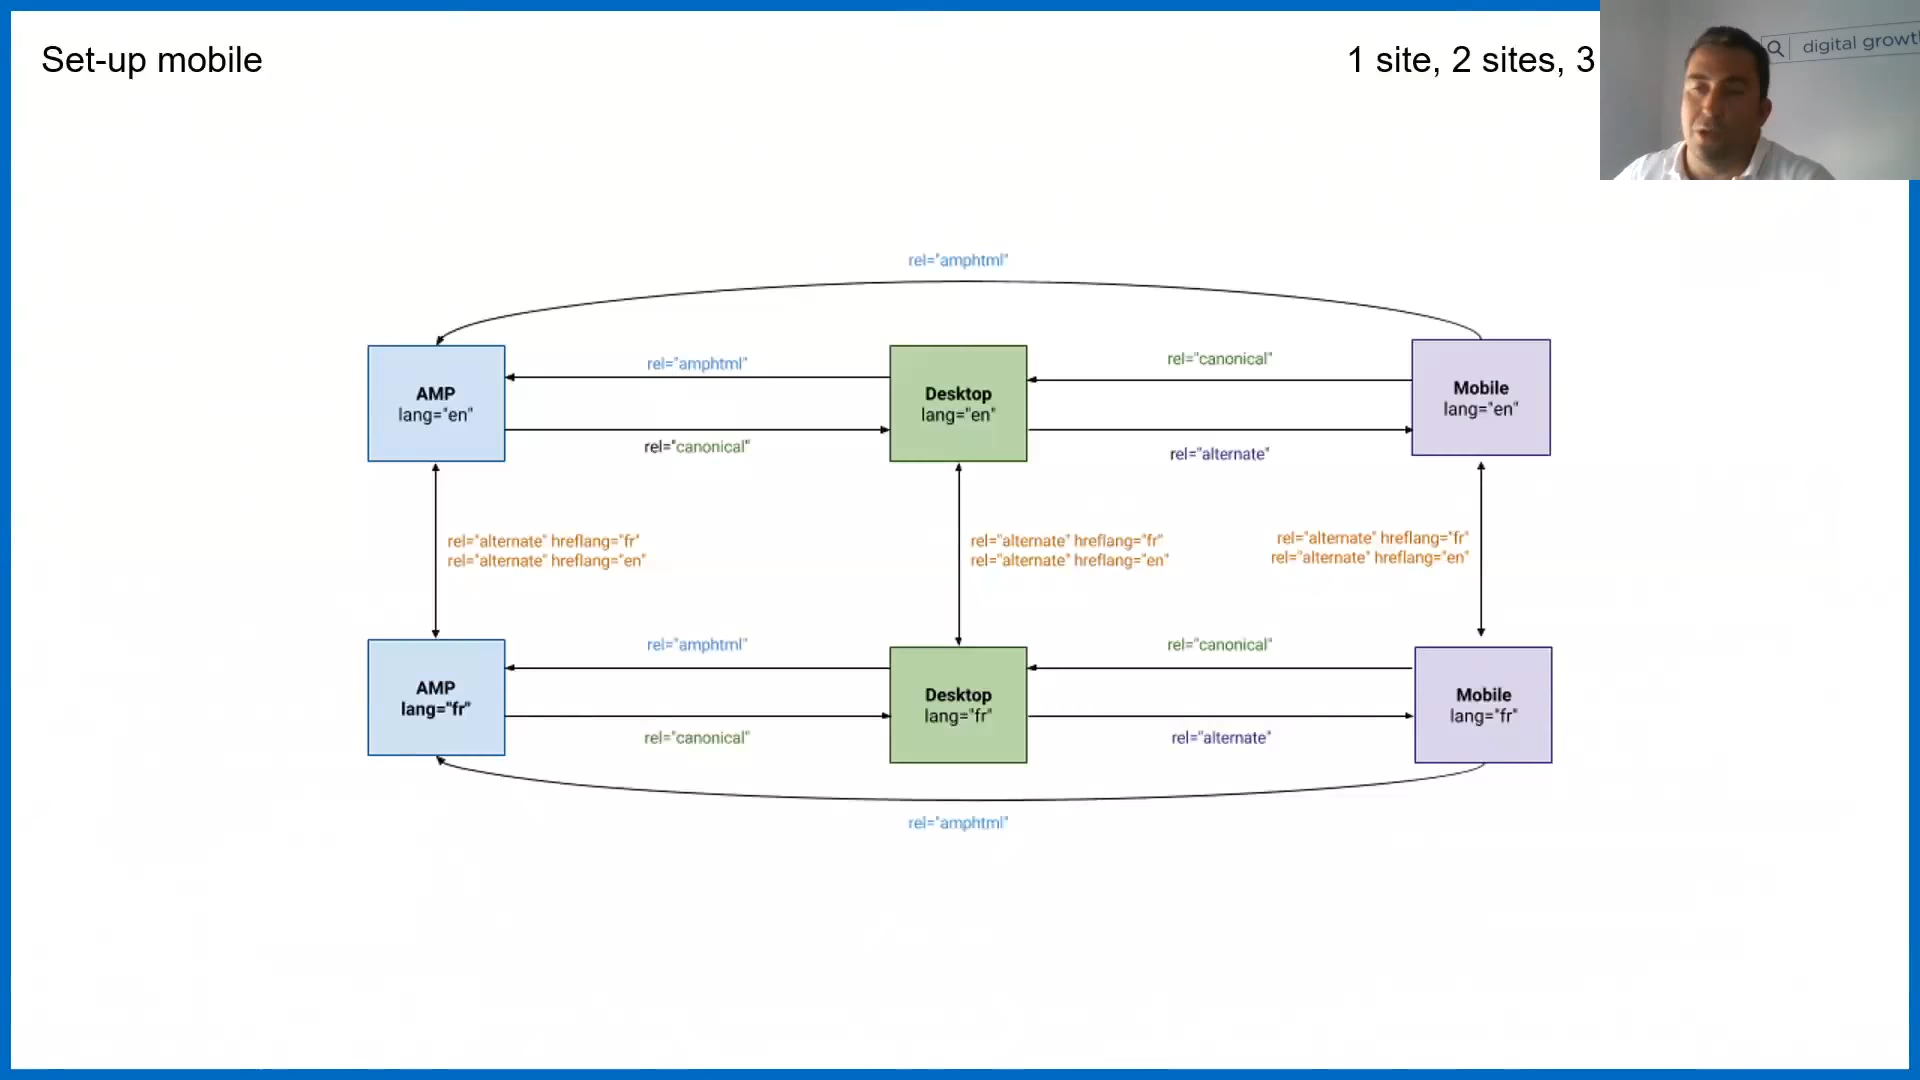 Set-up mobile
1 site, 2 sites, 3
digital growt
rel="amphtml"
AMP
lang="en"
rel="amphtml"
rel="canonical"
Desktop
lang="en"
rel="canonical"
rel="alternate"
Mobile
lang="en"
rel="alternate" hreflang="fr"
rel="alternate" hreflang="en"
rel="alternate" hreflang="fr"
rel="alternate" hreflang="en"
rel="alternate" hreflang="fr"
rel="alternate" hreflang="en"
AMP
lang="fr"
rel="amphtml"
rel="canonical"
Desktop
lang="fr"
rel="canonical"
rel="alternate"
Mobile
lang="fr"
rel="amphtml"